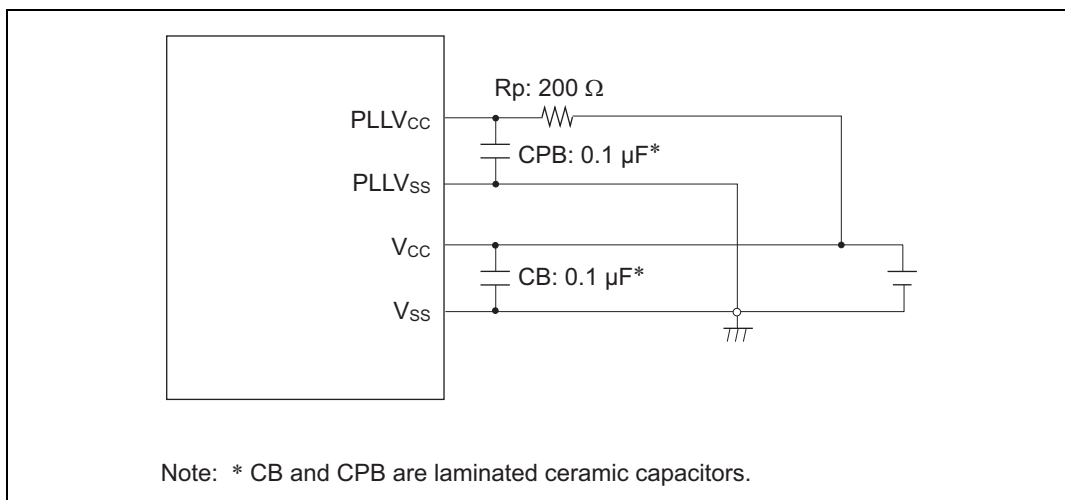 Rp: 200 Ω
PLLVCC
CPB: 0.1 µF*
PLLVSS
VCC
CB: 0.1 µF*
VSS
Note: * CB and CPB are laminated ceramic capacitors.